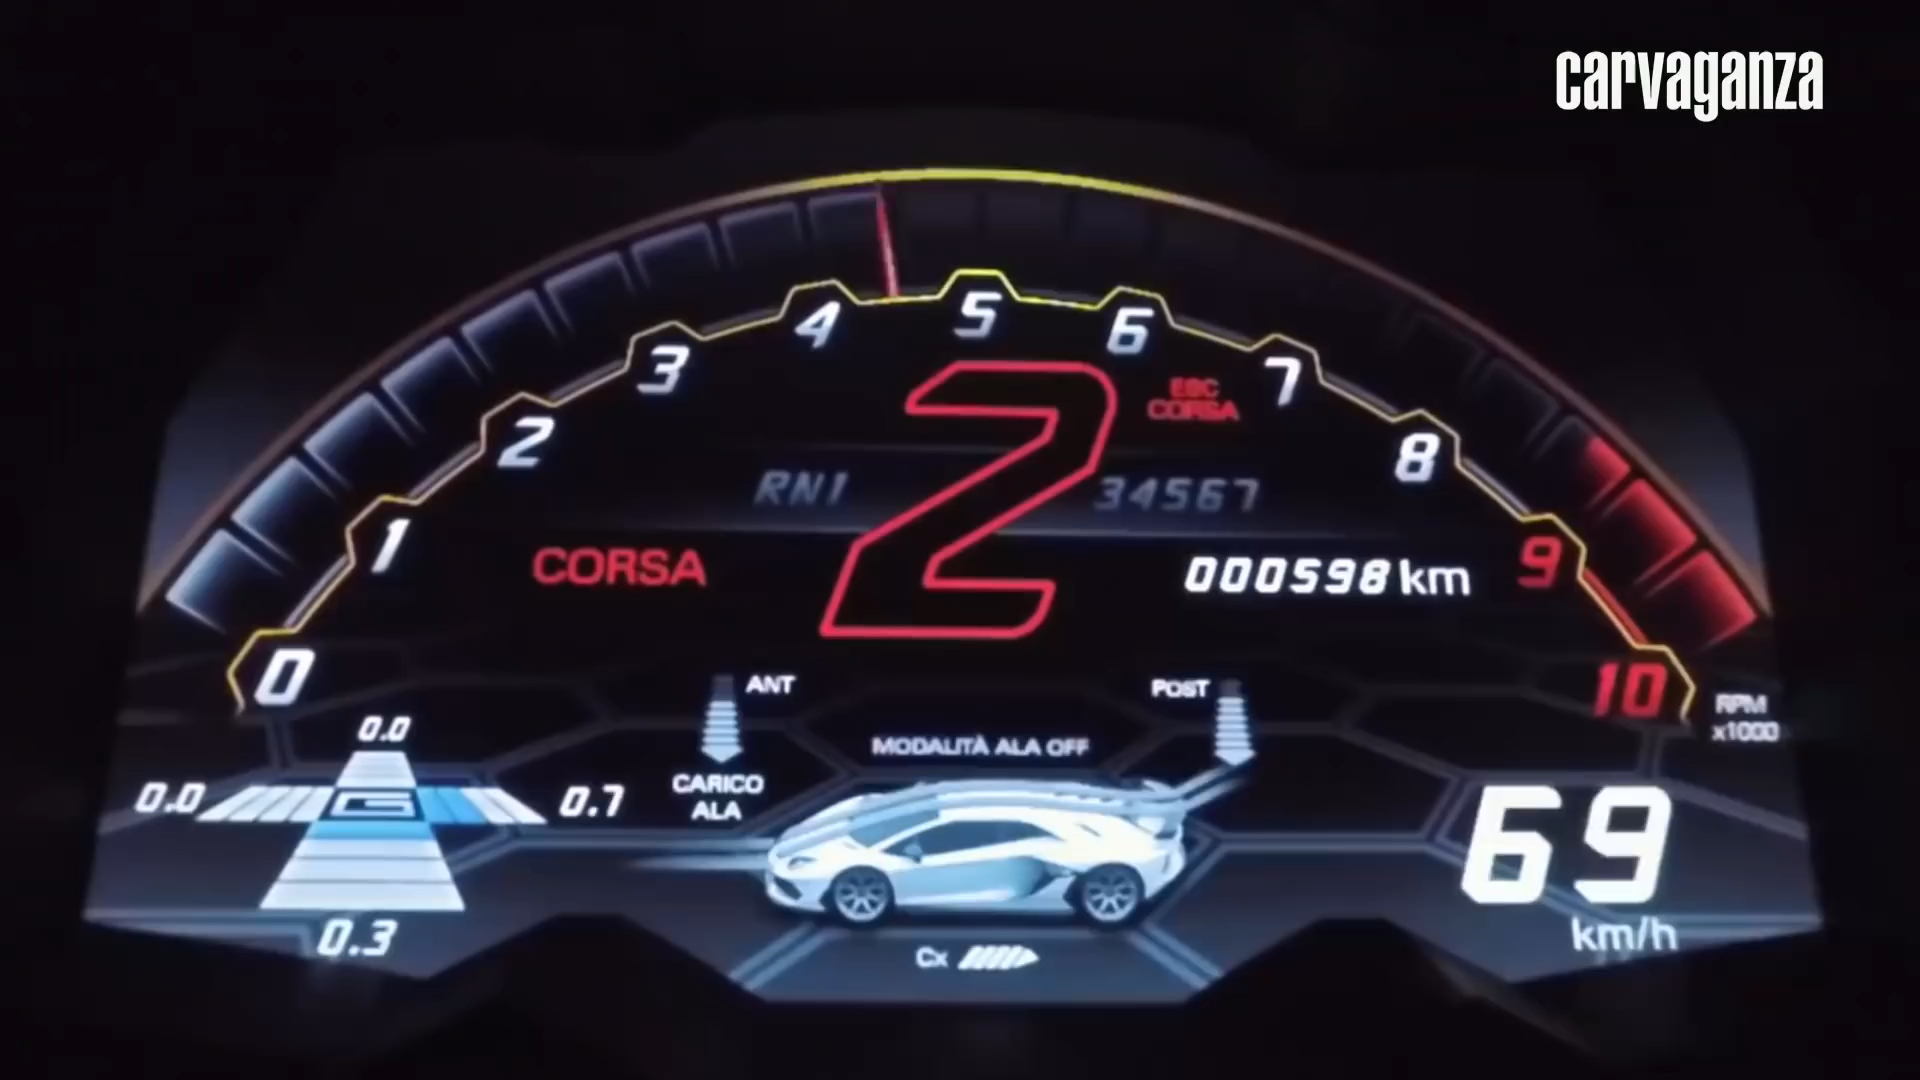 carvaganza
0 1 2 3 4 5 6 7 8 9 10
RPM
x1000
2
ESC
CORSA
RN1 34567
CORSA
000598 km
ANT
POST
MODALITÀ ALA OFF
CARICO
ALA
0.0
0.0
G
0.7
0.3
Cx
69
km/h